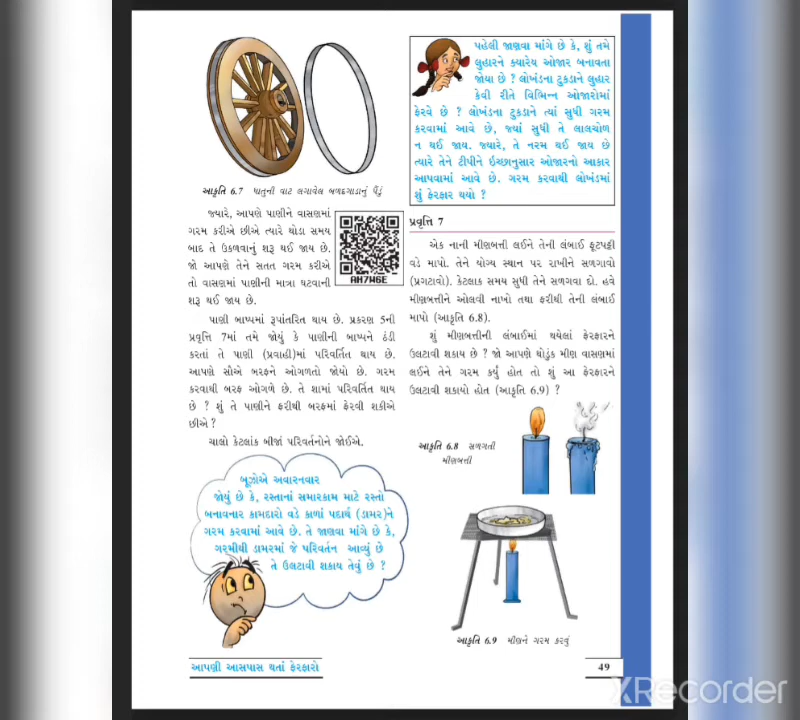 આકૃતિ 6.7 ધાતુની વાટ લગાવેલ બળદગાડાનું પૈડું
જ્યારે, આપણે પાણીને વાસણમાં
ગરમ કરીએ છીએ ત્યારે થોડા સમય
બાદ તે ઉકળવાનું શરૂ થઈ જાય છે.
જો આપણે તેને સતત ગરમ કરીએ
તો વાસણમાં પાણીની માત્રા ઘટવાની
શરૂ થઈ જાય છે.
AH7W6E
પાણી બાષ્પમાં રૂપાંતરિત થાય છે. પ્રકરણ 5ની
પ્રવૃત્તિ 7માં તમે જોયું કે પાણીની બાષ્પને ઠંડી
કરતાં તે પાણી (પ્રવાહી)માં પરિવર્તિત થાય છે.
આપણે સૌએ બરફને ઓગળતો જોયો છે. ગરમ
કરવાથી બરફ ઓગળે છે. તે શામાં પરિવર્તિત થાય
છે ? શું તે પાણીને ફરીથી બરફમાં ફેરવી શકીએ
છીએ ?
ચાલો કેટલાંક બીજાં પરિવર્તનોને જોઈએ.
બૂઝોએ અવારનવાર
જોયું છે કે, રસ્તાનાં સમારકામ માટે રસ્તો
બનાવનાર કામદારો વડે કાળાં પદાર્થ (ડામર)ને
ગરમ કરવામાં આવે છે. તે જાણવા માંગે છે કે,
ગરમીથી ડામરમાં જે પરિવર્તન આવ્યું છે
તે ઉલટાવી શકાય તેવું છે ?
પહેલી જાણવા માંગે છે કે, શું તમે
લુહારને ક્યારેય ઓજાર બનાવતા
જોયા છે ? લોખંડના ટુકડાને લુહાર
કેવી રીતે વિભિન્ન ઓજારોમાં
ફેરવે છે ? લોખંડના ટુકડાને ત્યાં સુધી ગરમ
કરવામાં આવે છે, જ્યાં સુધી તે લાલચોળ
ન થઈ જાય. જ્યારે, તે નરમ થઈ જાય છે
ત્યારે તેને ટીપીને ઇચ્છાનુસાર ઓજારનો આકાર
આપવામાં આવે છે. ગરમ કરવાથી લોખંડમાં
શું ફેરફાર થયો ?
પ્રવૃત્તિ 7
એક નાની મીણબત્તી લઈને તેની લંબાઈ ફૂટપટ્ટી
વડે માપો. તેને યોગ્ય સ્થાન પર રાખીને સળગાવો
(પ્રગટાવો). કેટલાક સમય સુધી તેને સળગવા દો. હવે
મીણબત્તીને ઓલવી નાખો તથા ફરીથી તેની લંબાઈ
માપો (આકૃતિ 6.8).
શું મીણબત્તીની લંબાઈમાં થયેલાં ફેરફારને
ઉલટાવી શકાય છે ? જો આપણે થોડુંક મીણ વાસણમાં
લઈને તેને ગરમ કર્યું હોત તો શું આ ફેરફારને
ઉલટાવી શકાયો હોત (આકૃતિ 6.9) ?
આકૃતિ 6.8 સળગતી
મીણબત્તી
આકૃતિ 6.9 મીણને ગરમ કરવું
આપણી આસપાસ થતાં ફેરફારો
49
XRecorder